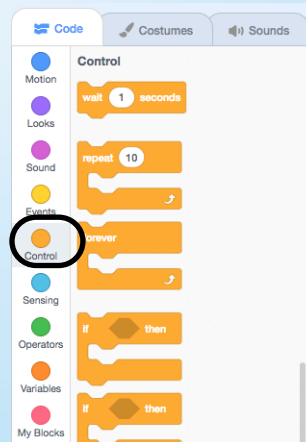 Code Costumes Sounds
Control
Motion
Looks
Sound
Events
Control
Sensing
Operators
Variables
My Blocks
wait 1 seconds
repeat 10
forever
if then
if then